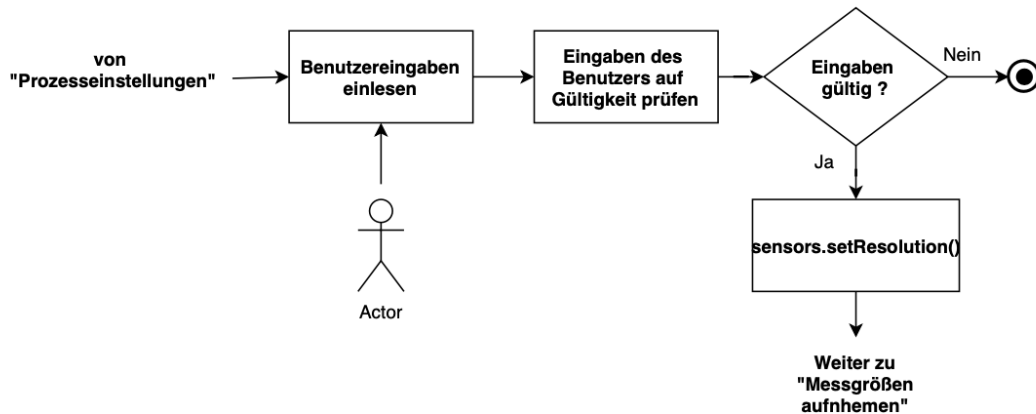 von
"Prozesseinstellungen"
Benutzereingaben
einlesen
Eingaben des
Benutzers auf
Gültigkeit prüfen
Eingaben
gültig ?
Nein
Ja
Actor
sensors.setResolution()
Weiter zu
"Messgrößen
aufnhemen"